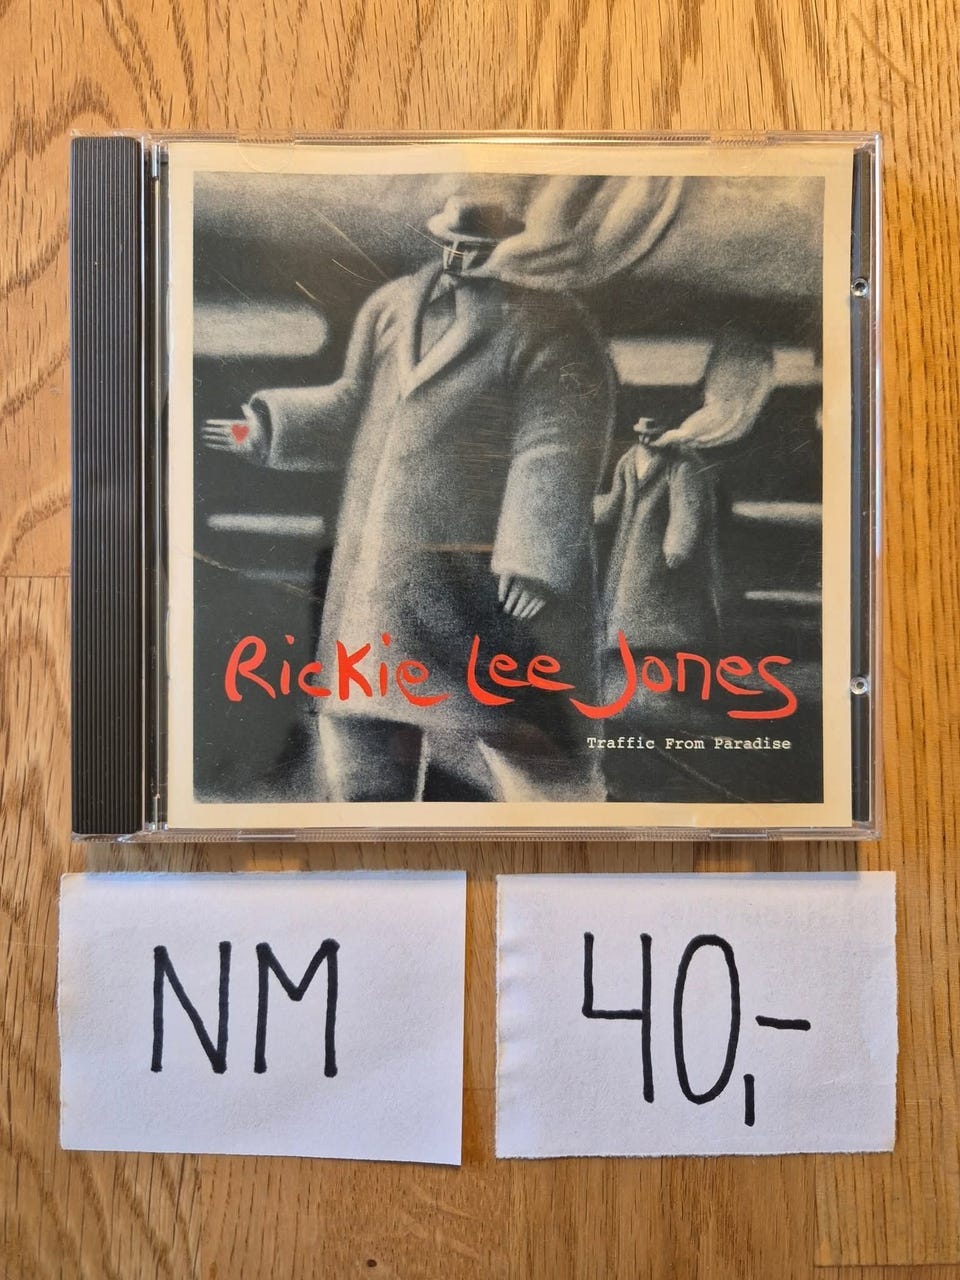 Rickie Lee Jones
Traffic From Paradise
NM
40,-